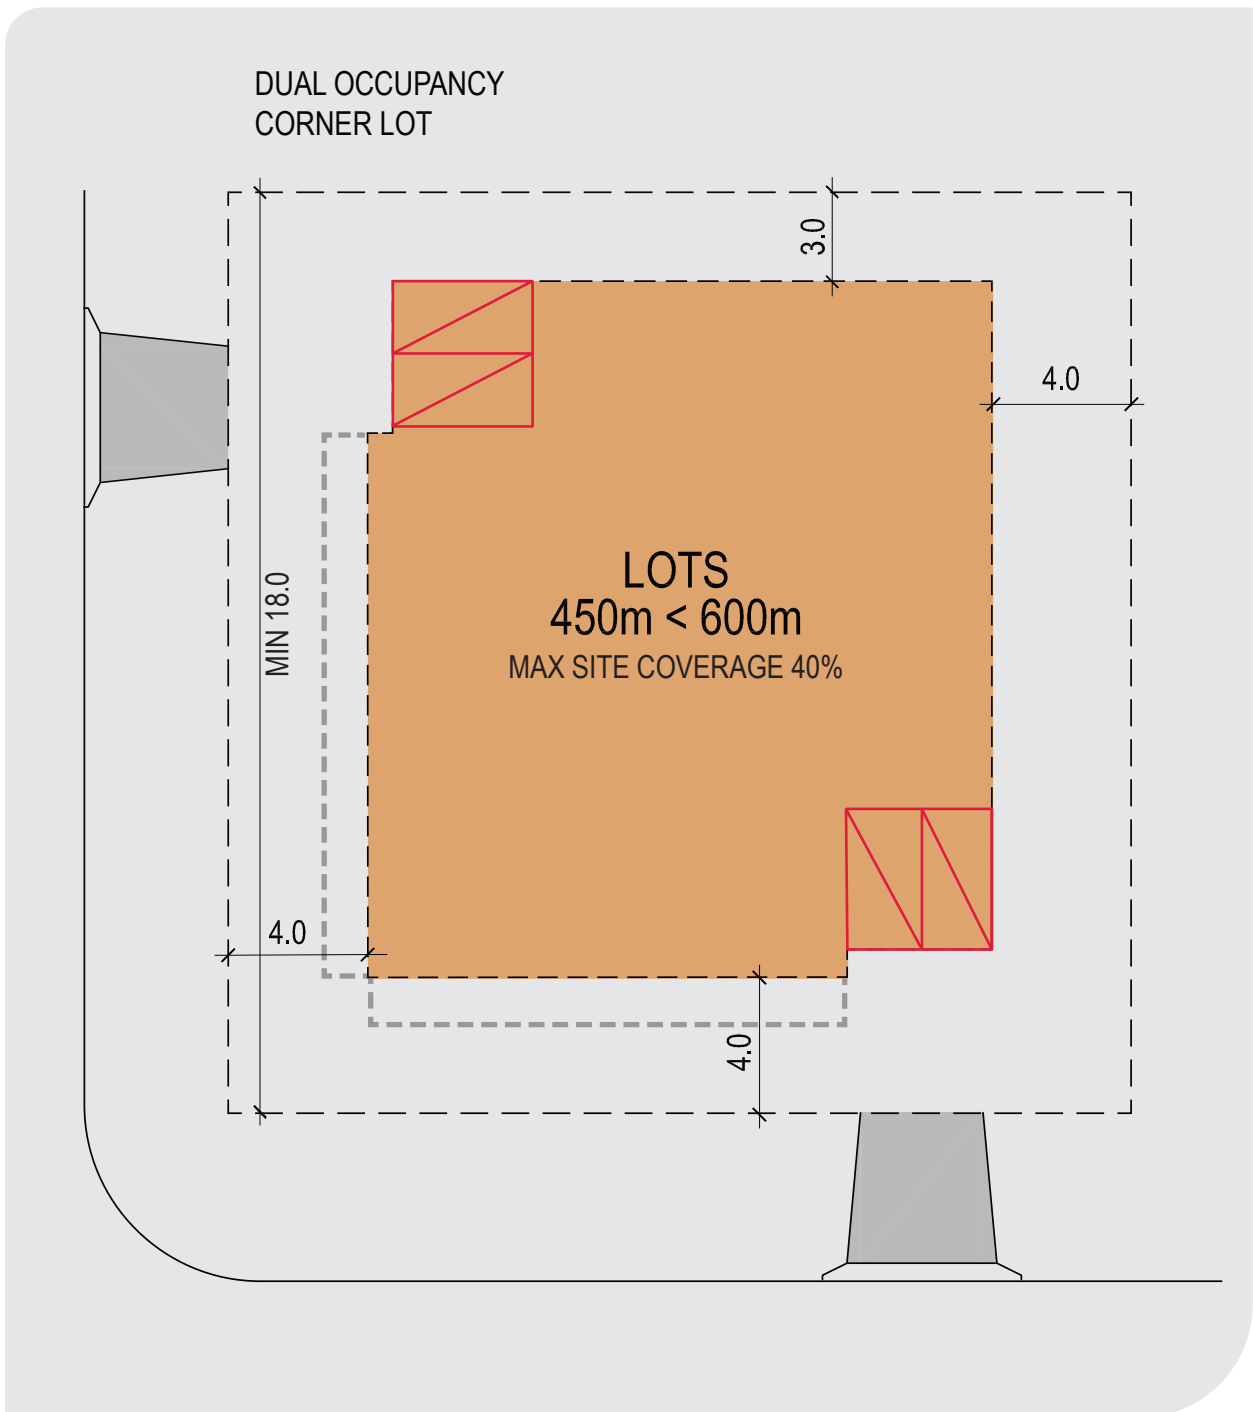 DUAL OCCUPANCY
CORNER LOT
3.0
4.0
LOTS
450m < 600m
MAX SITE COVERAGE 40%
MIN 18.0
4.0
4.0